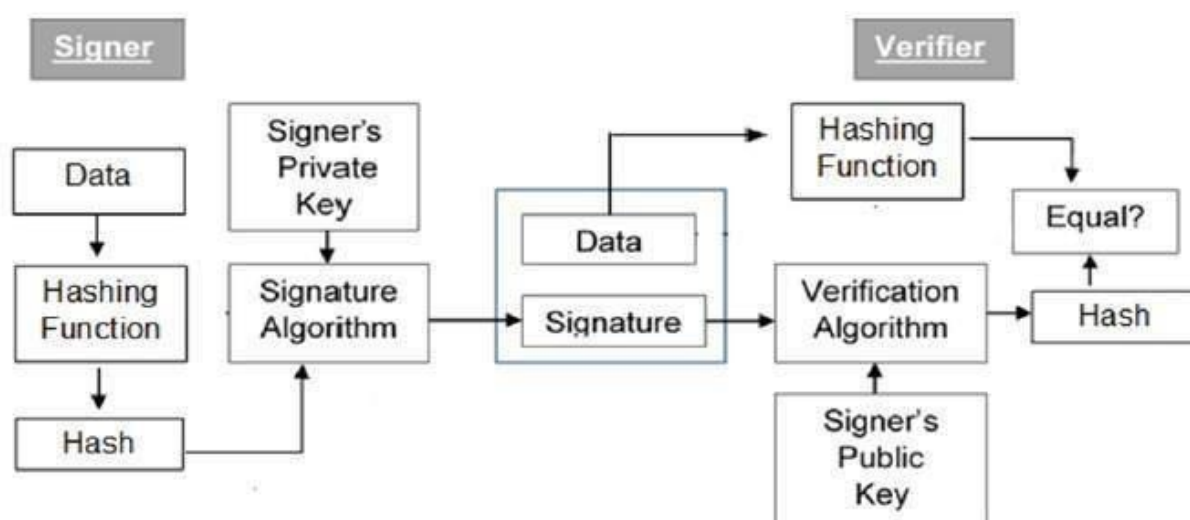 Signer
Verifier
Data
Hashing
Function
Hash
Signer's
Private
Key
Signature
Algorithm
Data
Signature
Hashing
Function
Verification
Algorithm
Signer's
Public
Key
Equal?
Hash